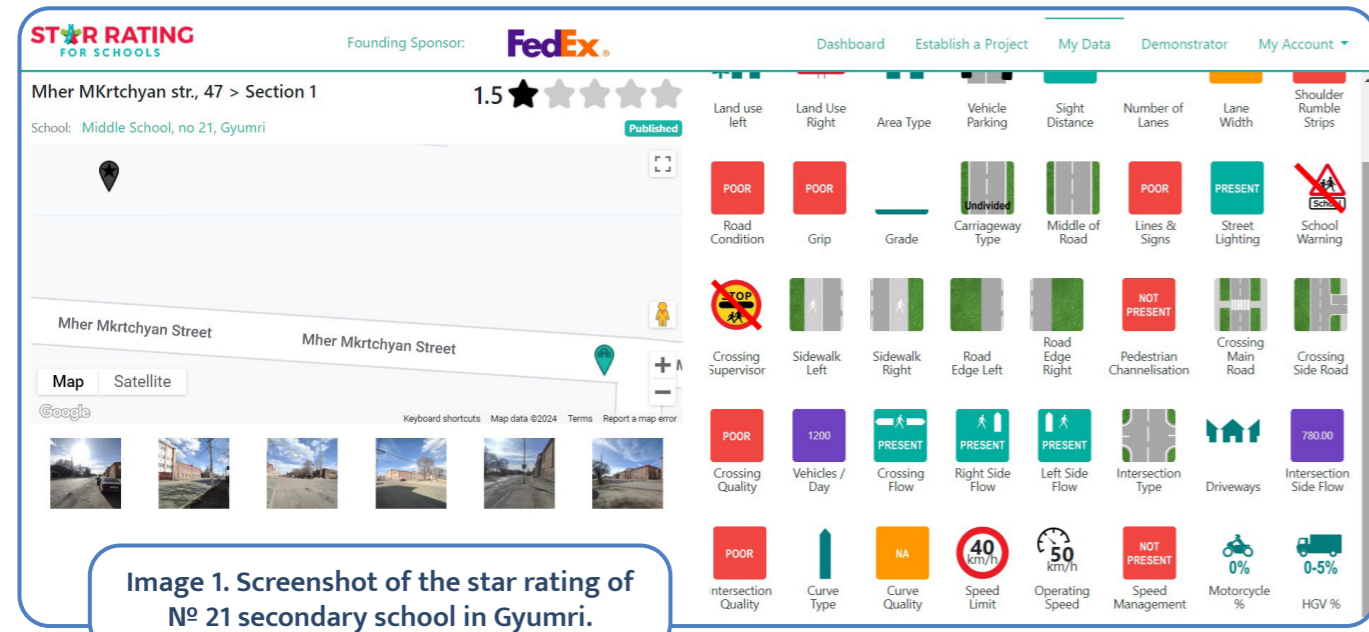 STAR RATING
FOR SCHOOLS
Founding Sponsor:
FedEx®
Dashboard
Establish a Project
My Data
Demonstrator
My Account
Mher MKrtchyan str., 47 > Section 1
1.5
School: Middle School, no 21, Gyumri
Published
Mher Mkrtchyan Street
Mher Mkrtchyan Street
M
Map
Satellite
Google
Keyboard shortcuts
Map data ©2024
Terms
Report a map error
Image 1. Screenshot of the star rating of
№ 21 secondary school in Gyumri.
Land use
left
Land Use
Right
Area Type
Vehicle
Parking
Sight
Distance
Number of
Lanes
Lane
Width
Shoulder
Rumble
Strips
POOR
Road
Condition
POOR
Grip
Grade
Undivided
Carriageway
Type
Middle of
Road
POOR
Lines &
Signs
PRESENT
Street
Lighting
School
School
Warning
STOP
Crossing
Supervisor
Sidewalk
Left
Sidewalk
Right
Road
Edge Left
Road
Edge
Right
NOT
PRESENT
Pedestrian
Channelisation
Crossing
Main
Road
Crossing
Side Road
POOR
Crossing
Quality
1200
Vehicles /
Day
PRESENT
Crossing
Flow
PRESENT
Right Side
Flow
PRESENT
Left Side
Flow
Intersection
Type
Driveways
780.00
Intersection
Side Flow
POOR
Intersection
Quality
Curve
Type
NA
Curve
Quality
40
km/h
Speed
Limit
50
km/h
Operating
Speed
NOT
PRESENT
Speed
Management
0%
Motorcycle
%
0-5%
HGV %